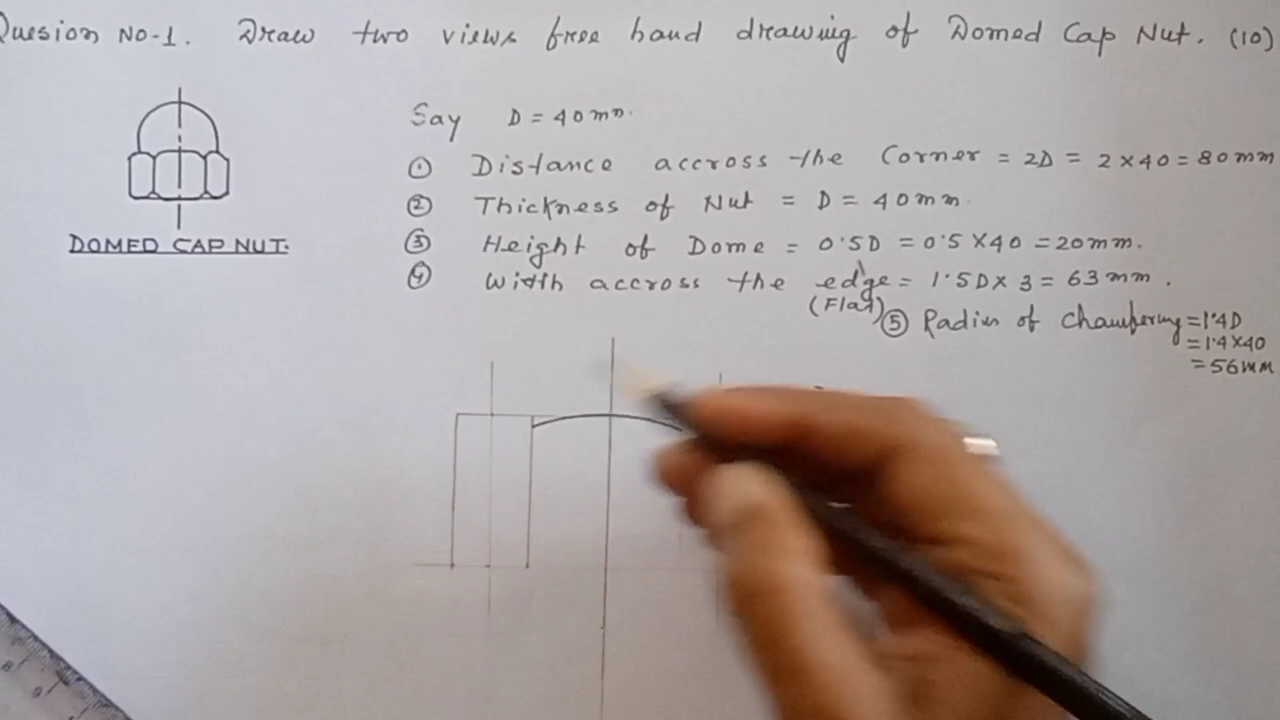 Quesion No-1. Draw two views free hand drawing of Domed Cap Nut. (10)
DOMED CAP NUT.
Say D = 40mm.
① Distance accross the Corner = 2D = 2×40 = 80mm
② Thickness of Nut = D = 40mm.
③ Height of Dome = 0.5D = 0.5×40 = 20mm.
④ Width accross the edge = 1.5D×3 = 63mm.
(Flat)
⑤ Radius of Chamfering = 1.4D
= 1.4×40
= 56mm
8
9